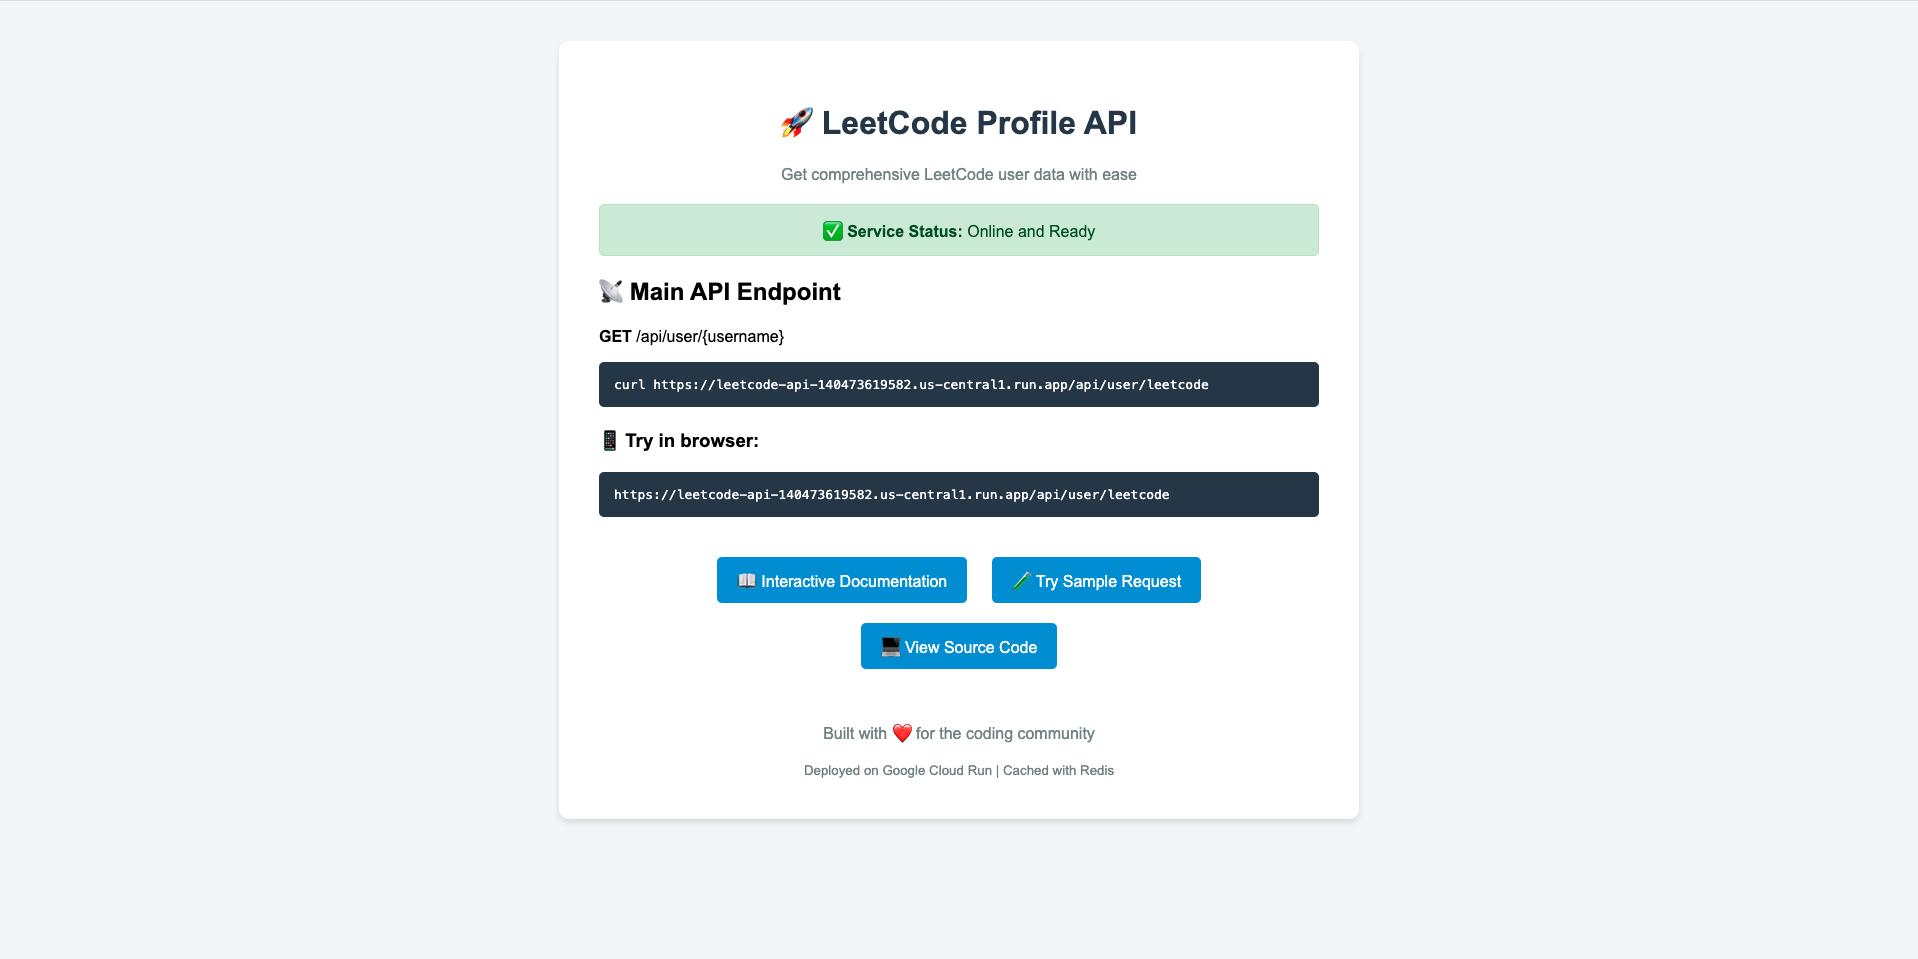 🚀 LeetCode Profile API
Get comprehensive LeetCode user data with ease
✅ Service Status: Online and Ready
📡 Main API Endpoint
GET /api/user/{username}
curl https://leetcode-api-140473619582.us-central1.run.app/api/user/leetcode
📱 Try in browser:
https://leetcode-api-140473619582.us-central1.run.app/api/user/leetcode
📖 Interactive Documentation
🧪 Try Sample Request
💻 View Source Code
Built with ❤️ for the coding community
Deployed on Google Cloud Run | Cached with Redis